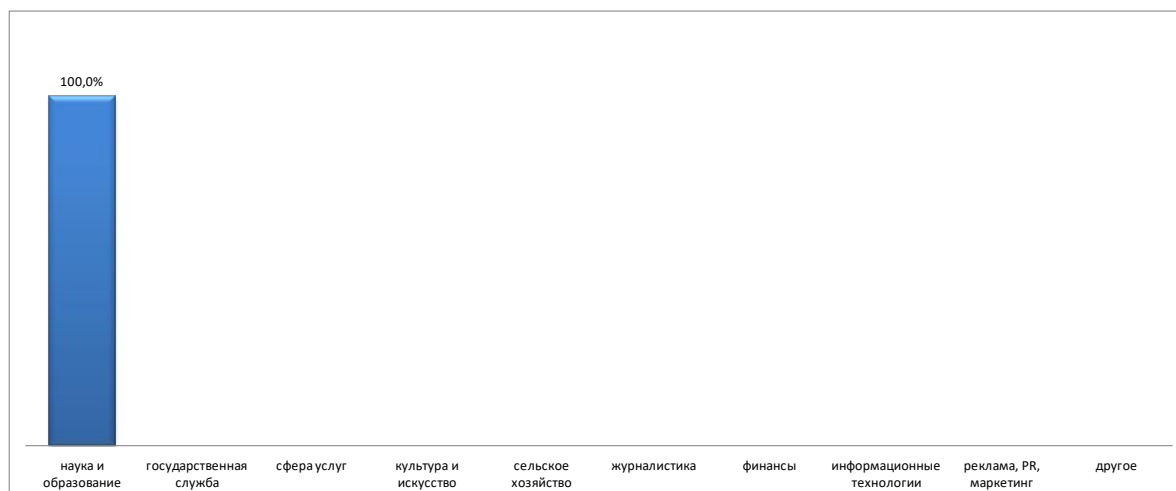 100,0%
наука и
образование
государственная
служба
сфера услуг
культура и
искусство
сельское
хозяйство
журналистика
финансы
информационные
технологии
реклама, PR,
маркетинг
другое